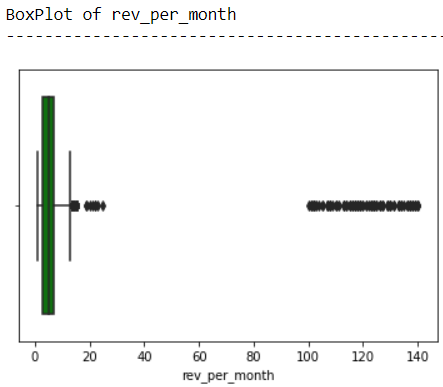 BoxPlot of rev_per_month
--------------------------------------------
0 20 40 60 80 100 120 140
rev_per_month